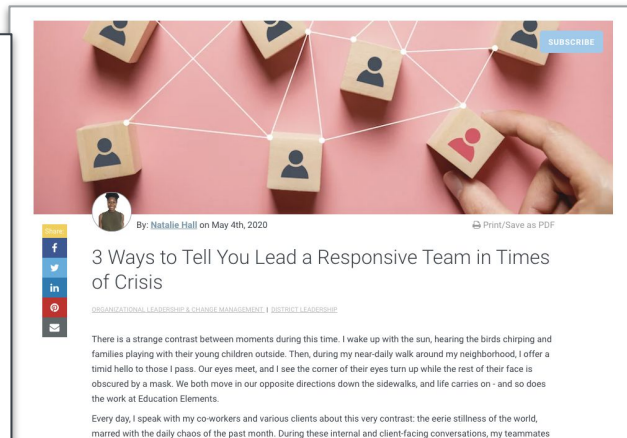 SUBSCRIBE
By: Natalie Hall on May 4th, 2020
Print/Save as PDF
Share
3 Ways to Tell You Lead a Responsive Team in Times
of Crisis
ORGANIZATIONAL LEADERSHIP & CHANGE MANAGEMENT | DISTRICT LEADERSHIP
There is a strange contrast between moments during this time. I wake up with the sun, hearing the birds chirping and
families playing with their young children outside. Then, during my near-daily walk around my neighborhood, I offer a
timid hello to those I pass. Our eyes meet, and I see the corner of their eyes turn up while the rest of their face is
obscured by a mask. We both move in our opposite directions down the sidewalks, and life carries on - and so does
the work at Education Elements.
Every day, I speak with my co-workers and various clients about this very contrast: the eerie stillness of the world,
marred with the daily chaos of the past month. During these internal and client-facing conversations, my teammates